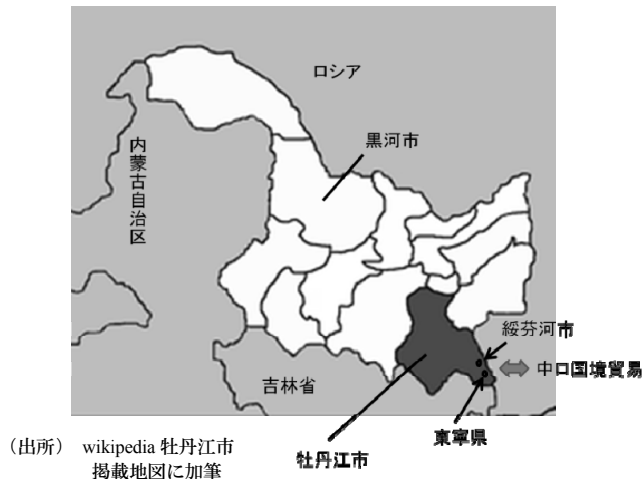 ロシア
黒河市
内蒙古自治区
綏芬河市
中ロ国境貿易
吉林省
東寧県
牡丹江市
（出所） wikipedia 牡丹江市
掲載地図に加筆